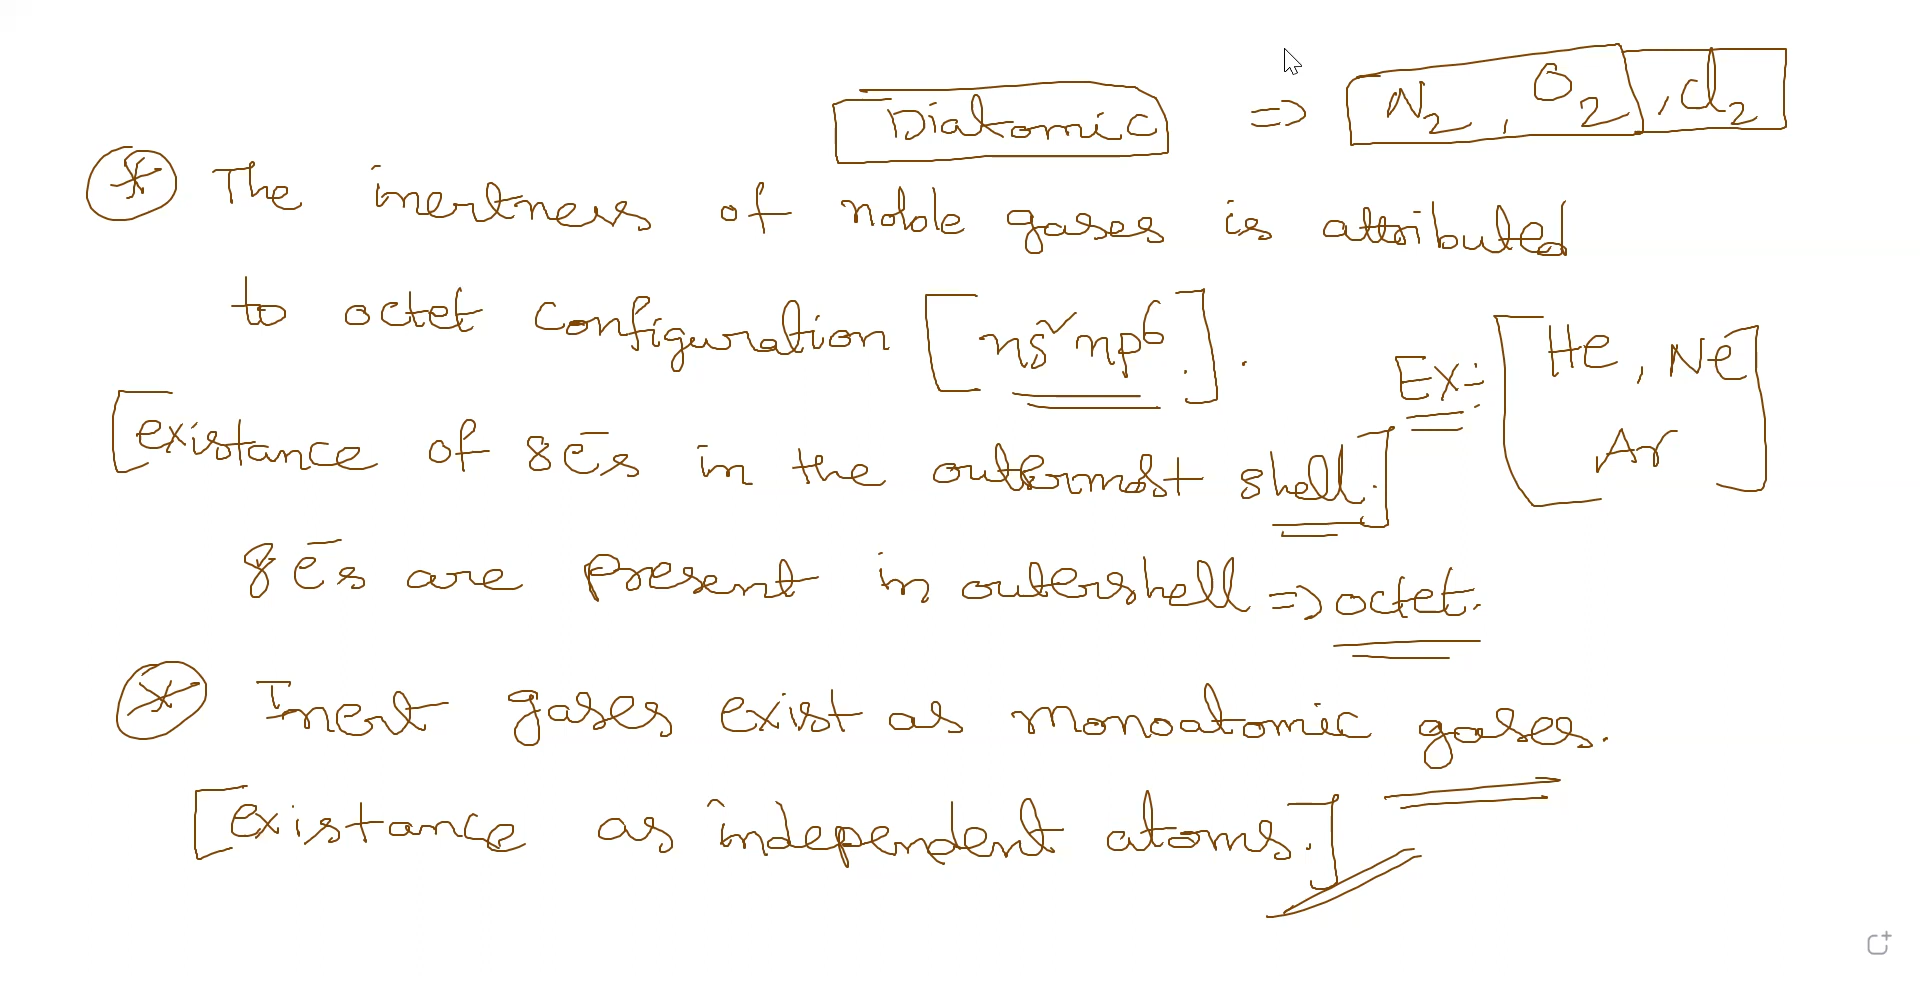 Diatomic => N₂, O₂, Cl₂
* The inertness of noble gases is attributed
to octet configuration [ns² np⁶.].
Ex:- [He, Ne
Ar]
[existance of 8 ēs in the outermost shell.]
8 ēs are present in outershell => octet.
* Inert gases exist as monoatomic gases.
[existance as independent atoms.]